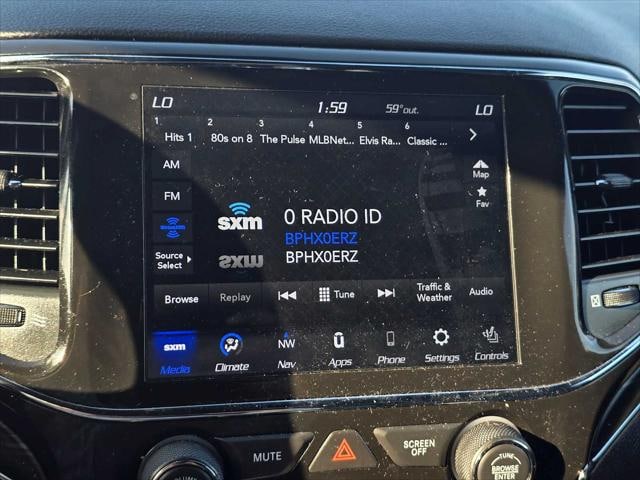 LO 1:59 59°out. LO
1 2 3 4 5 6
Hits 1 80s on 8 The Pulse MLBNet... Elvis Ra... Classic ...
AM
Map
FM
Fav
sxm 0 RADIO ID
SiriusXM
BPHX0ERZ
BPHX0ERZ
Source
Select
Browse Replay Tune Traffic & Weather Audio
sxm NW
Media Climate Nav Apps Phone Settings Controls
MUTE SCREEN OFF TUNE
BROWSE
ENTER